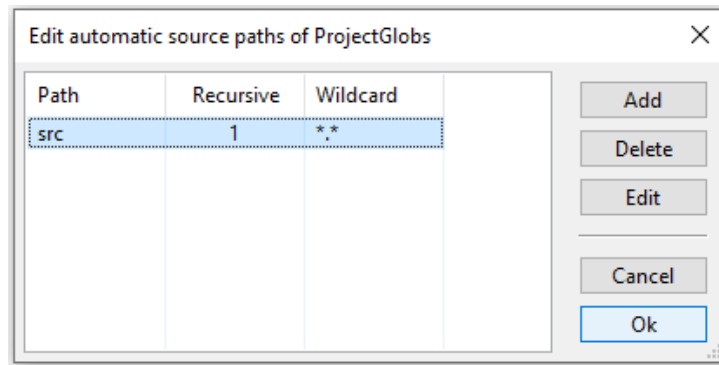 Edit automatic source paths of ProjectGlobs
Path Recursive Wildcard
src 1 *.*
Add
Delete
Edit
Cancel
Ok